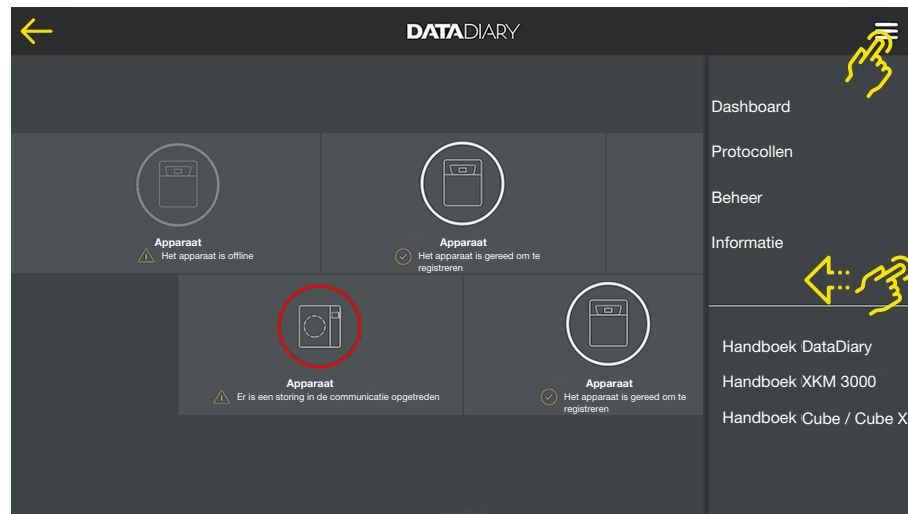 DATADIARY
Dashboard
Protocollen
Beheer
Informatie
Apparaat
Het apparaat is offline
Apparaat
Het apparaat is gereed om te
registreren
Apparaat
Er is een storing in de communicatie opgetreden
Apparaat
Het apparaat is gereed om te
registreren
Handboek DataDiary
Handboek XKM 3000
Handboek Cube / Cube X